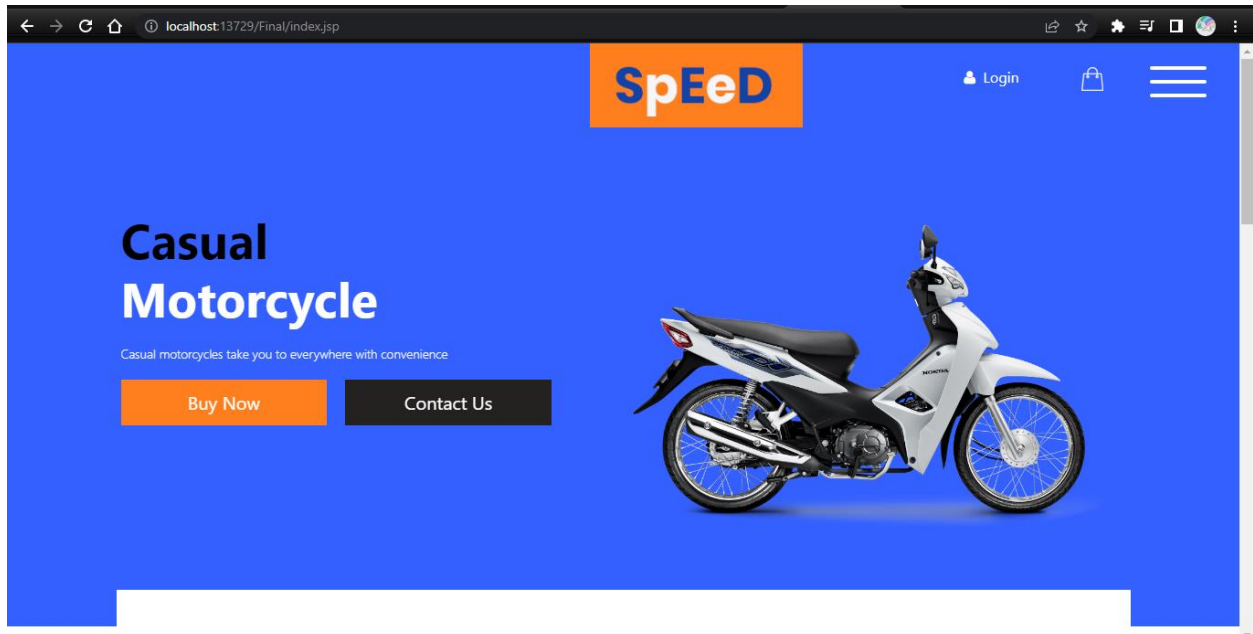 localhost:13729/Final/index.jsp
SpEeD
Login
Casual
Motorcycle
Casual motorcycles take you to everywhere with convenience
Buy Now
Contact Us
HONDA